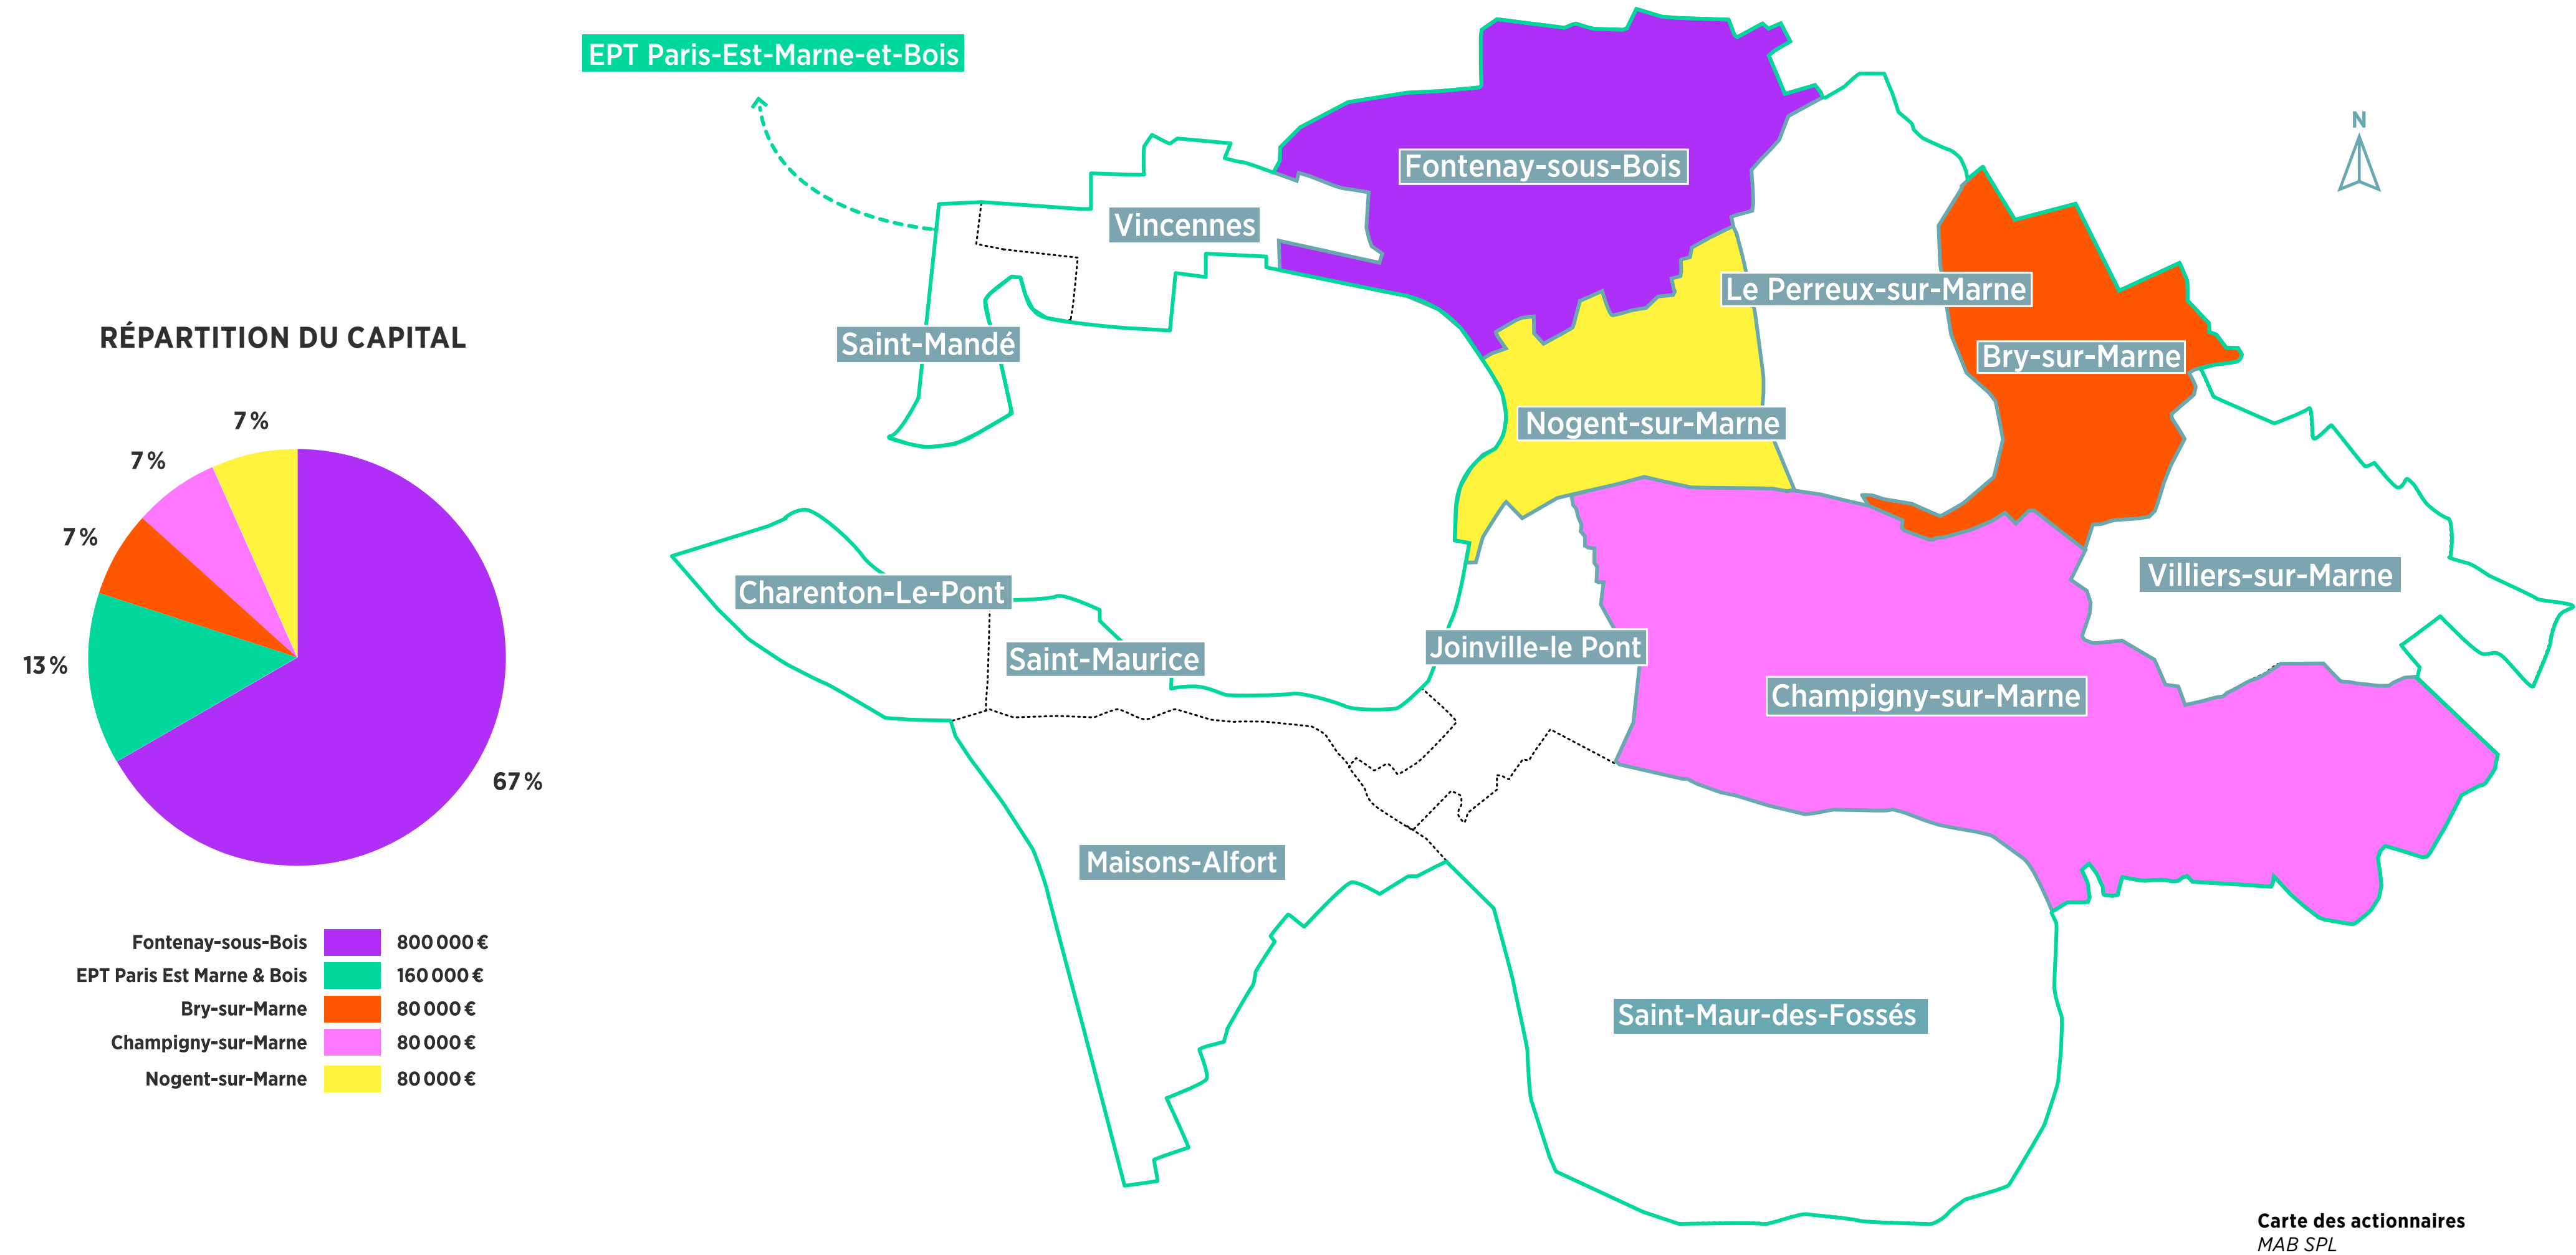 EPT Paris-Est-Marne-et-Bois
N
Fontenay-sous-Bois
Vincennes
Le Perreux-sur-Marne
Saint-Mandé
Bry-sur-Marne
Nogent-sur-Marne
Villiers-sur-Marne
Charenton-Le-Pont
Joinville-le Pont
Saint-Maurice
Champigny-sur-Marne
Maisons-Alfort
Saint-Maur-des-Fossés
RÉPARTITION DU CAPITAL
7 %
7 %
7 %
13 %
67 %
Fontenay-sous-Bois 800 000 €
EPT Paris Est Marne & Bois 160 000 €
Bry-sur-Marne 80 000 €
Champigny-sur-Marne 80 000 €
Nogent-sur-Marne 80 000 €
Carte des actionnaires
MAB SPL